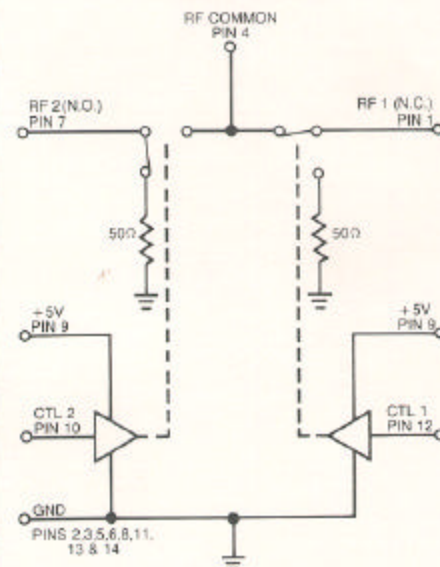 RF COMMON
PIN 4
RF 2 (N.O.)
PIN 7
RF 1 (N.C.)
PIN 1
50Ω
50Ω
+5V
PIN 9
+5V
PIN 9
CTL 2
PIN 10
CTL 1
PIN 12
GND
PINS 2,3,5,6,8,11,
13 & 14